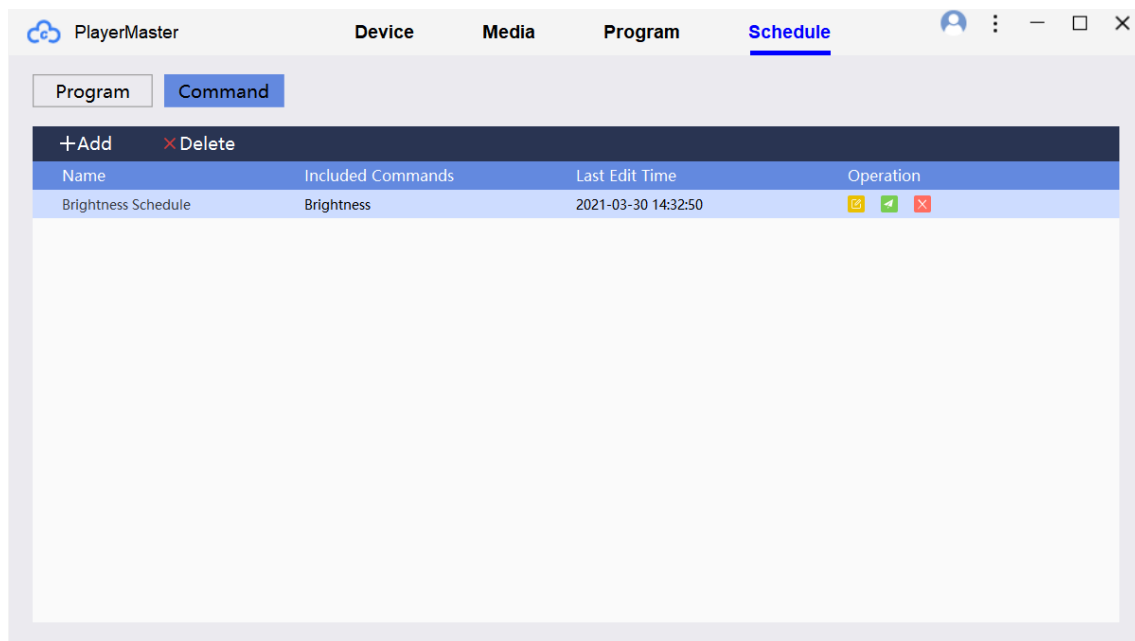 PlayerMaster Device Media Program Schedule
Program Command
+Add ×Delete
Name Included Commands Last Edit Time Operation
Brightness Schedule Brightness 2021-03-30 14:32:50